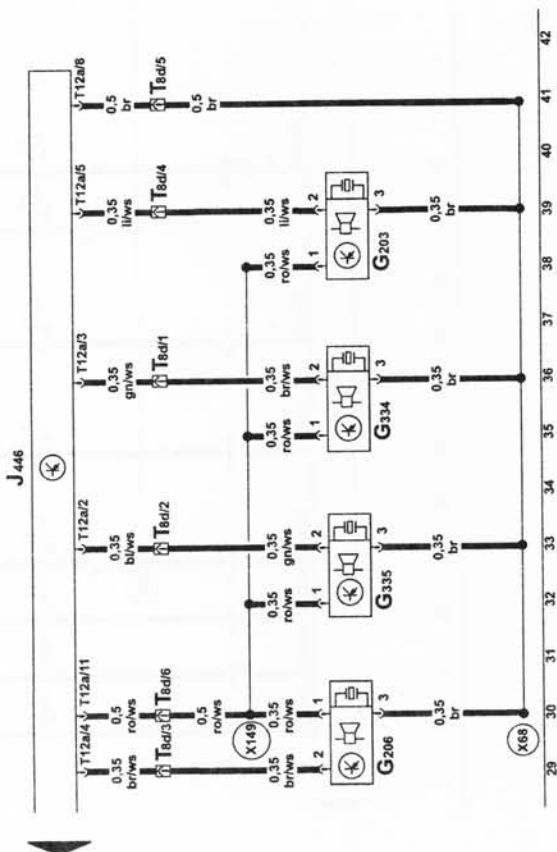 J446
T12a/4 T12a/11 T12a/2 T12a/3 T12a/5 T12a/8
0,35 br/ws
0,5 ro/ws
0,35 bl/ws
0,35 gn/ws
0,35 li/ws
0,5 br
T8d/3 T8d/6 T8d/2 T8d/1 T8d/4 T8d/5
0,5 ro/ws
0,5 br
X149
0,35 br/ws
0,35 ro/ws
0,35 ro/ws
0,35 gn/ws
0,35 ro/ws
0,35 br/ws
0,35 ro/ws
0,35 li/ws
2 1 1 2 1 2 1 2
G206 G335 G334 G203
3 3 3 3
0,35 br
0,35 br
0,35 br
0,35 br
X68
29 30 31 32 33 34 35 36 37 38 39 40 41 42